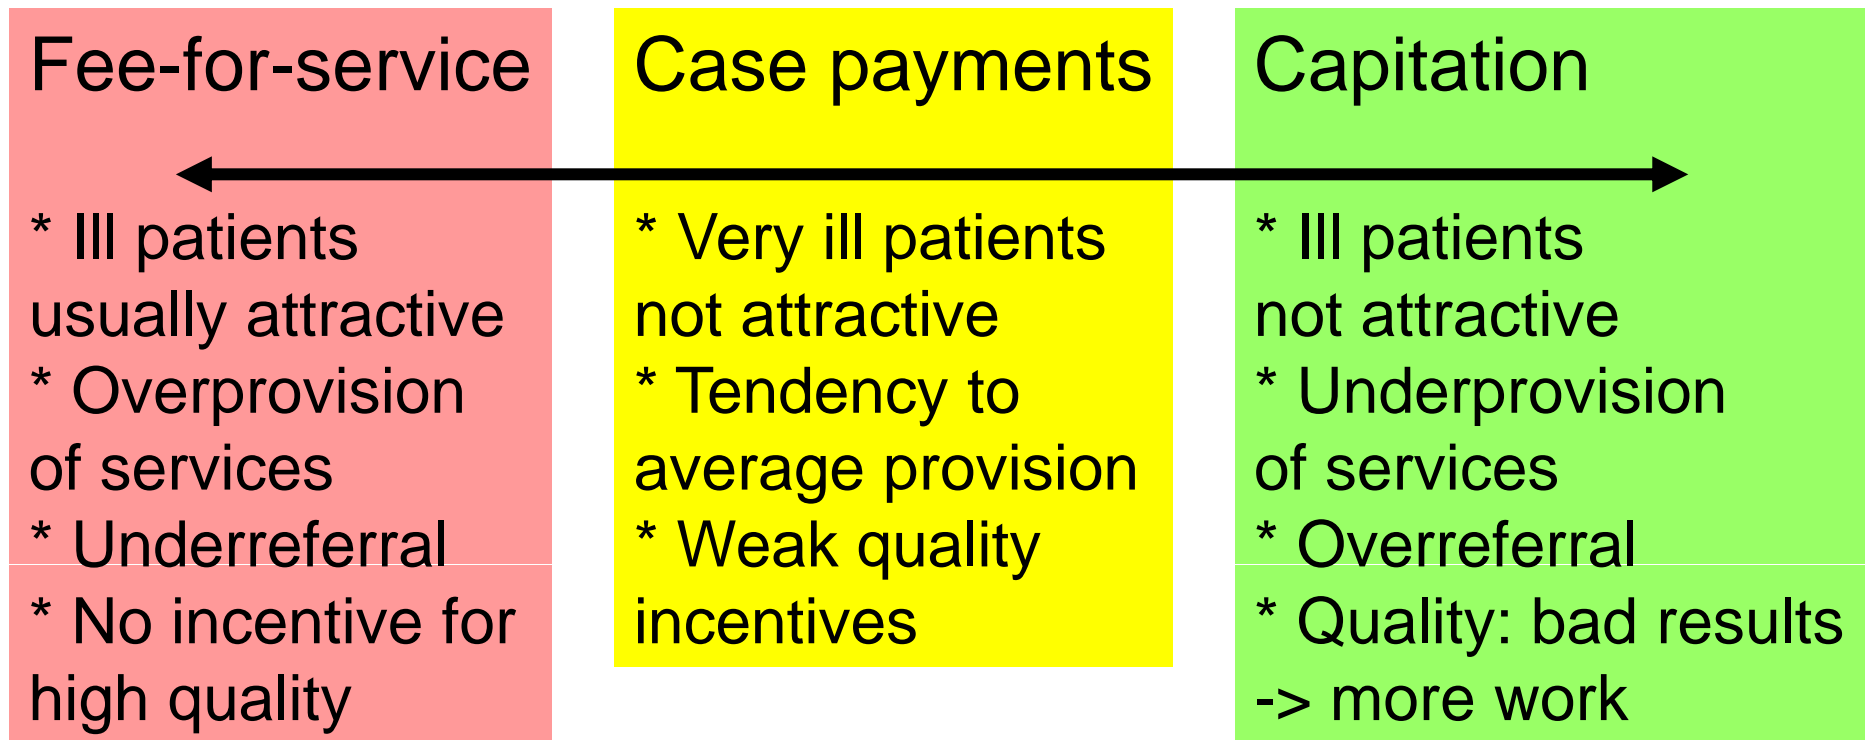 Fee-for-service
* Ill patients
usually attractive
* Overprovision
of services
* Underreferral
* No incentive for
high quality
Case payments
* Very ill patients
not attractive
* Tendency to
average provision
* Weak quality
incentives
Capitation
* Ill patients
not attractive
* Underprovision
of services
* Overreferral
* Quality: bad results
-> more work